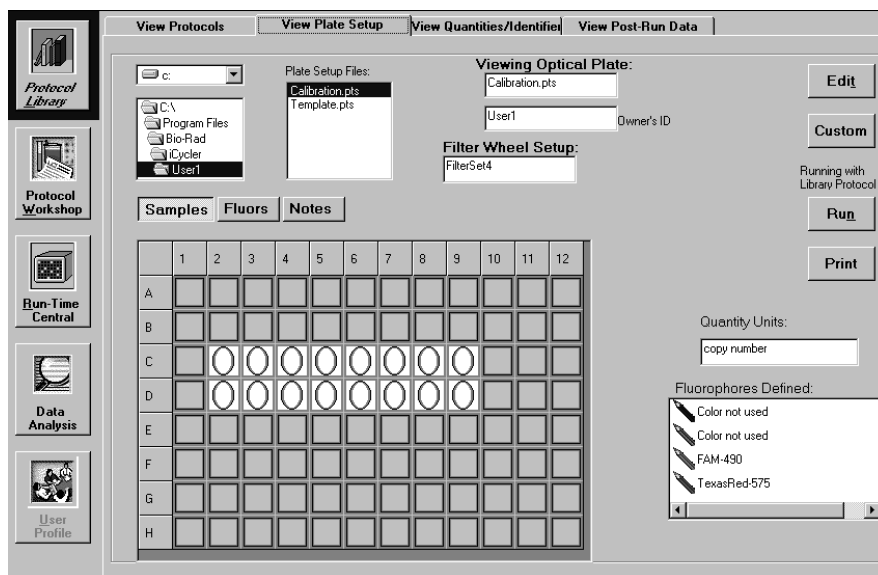 View Protocols
View Plate Setup
View Quantities/Identifier
View Post-Run Data
Protocol
Library
Protocol
Workshop
Run-Time
Central
Data
Analysis
User
Profile
c:
C:\
Program Files
Bio-Rad
iCycler
User1
Plate Setup Files:
Calibration.pts
Template.pts
Viewing Optical Plate:
Calibration.pts
User1
Owner's ID
Filter Wheel Setup:
FilterSet4
Edit
Custom
Running with
Library Protocol
Run
Print
Samples
Fluors
Notes
1 2 3 4 5 6 7 8 9 10 11 12
A
B
C
D
E
F
G
H
Quantity Units:
copy number
Fluorophores Defined:
Color not used
Color not used
FAM-490
TexasRed-575